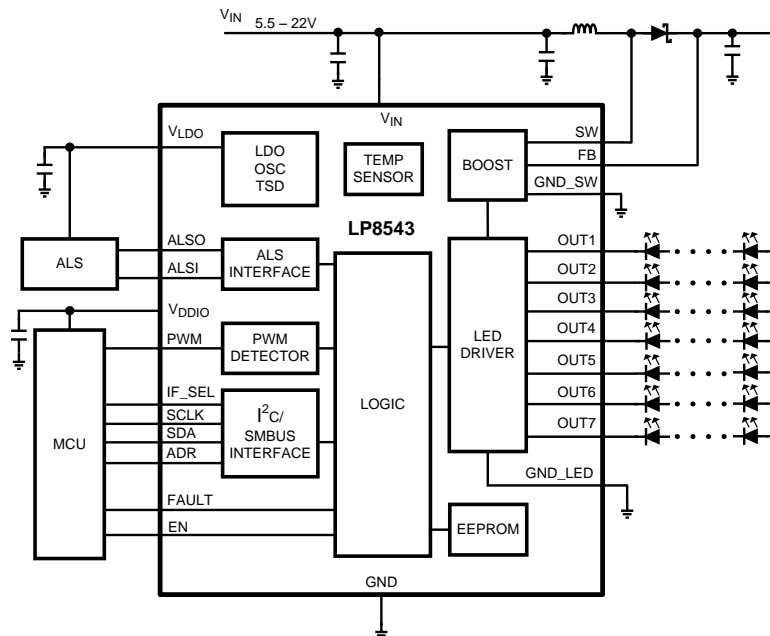 VIN
5.5 – 22V
VLDO
VIN
LDO
OSC
TSD
TEMP
SENSOR
BOOST
SW
FB
GND_SW
LP8543
ALS
ALSO
ALSI
ALS
INTERFACE
VDDIO
PWM
PWM
DETECTOR
IF_SEL
SCLK
SDA
ADR
I²C/
SMBUS
INTERFACE
MCU
FAULT
EN
LOGIC
LED
DRIVER
OUT1
OUT2
OUT3
OUT4
OUT5
OUT6
OUT7
GND_LED
EEPROM
GND